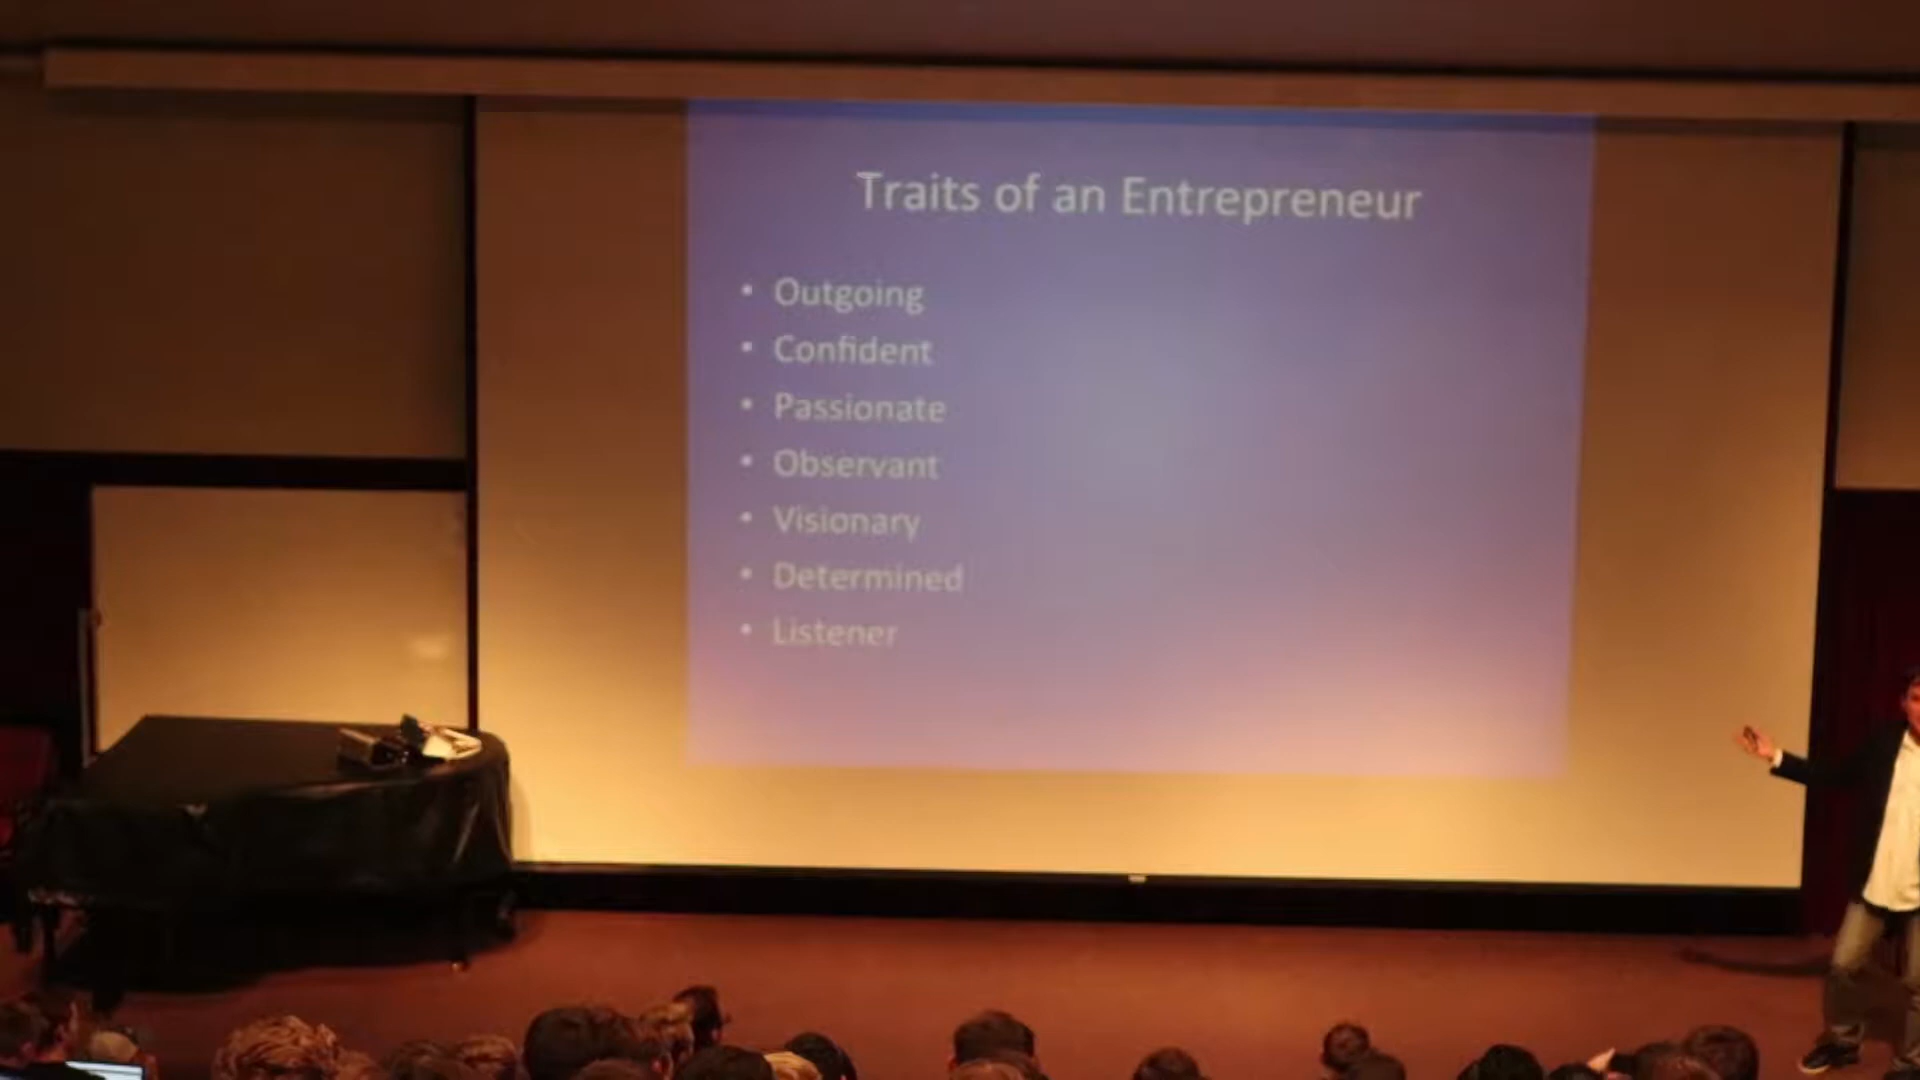 Traits of an Entrepreneur
• Outgoing
• Confident
• Passionate
• Observant
• Visionary
• Determined
• Listener